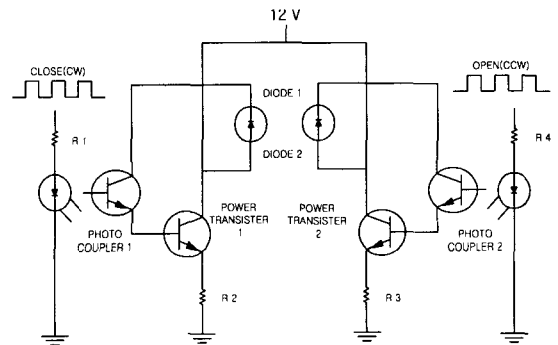 12 V
CLOSE(CW)
OPEN(CCW)
R 1
DIODE 1
R 4
DIODE 2
PHOTO
COUPLER 1
POWER
TRANSISTER
1
POWER
TRANSISTER
2
PHOTO
COUPLER 2
R 2
R 3